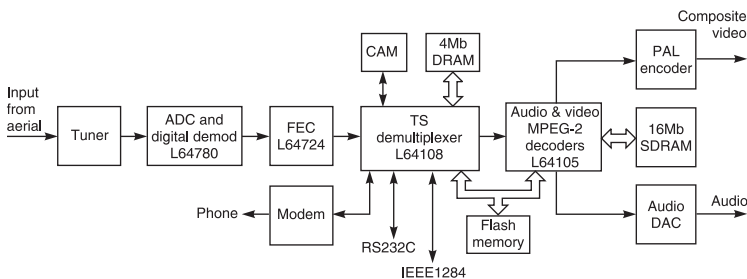 Composite
video
CAM
4Mb
DRAM
PAL
encoder
Input
from
aerial
Tuner
ADC and
digital demod
L64780
FEC
L64724
TS
demultiplexer
L64108
Audio & video
MPEG-2
decoders
L64105
16Mb
SDRAM
Phone
Modem
RS232C
IEEE1284
Flash
memory
Audio
DAC
Audio